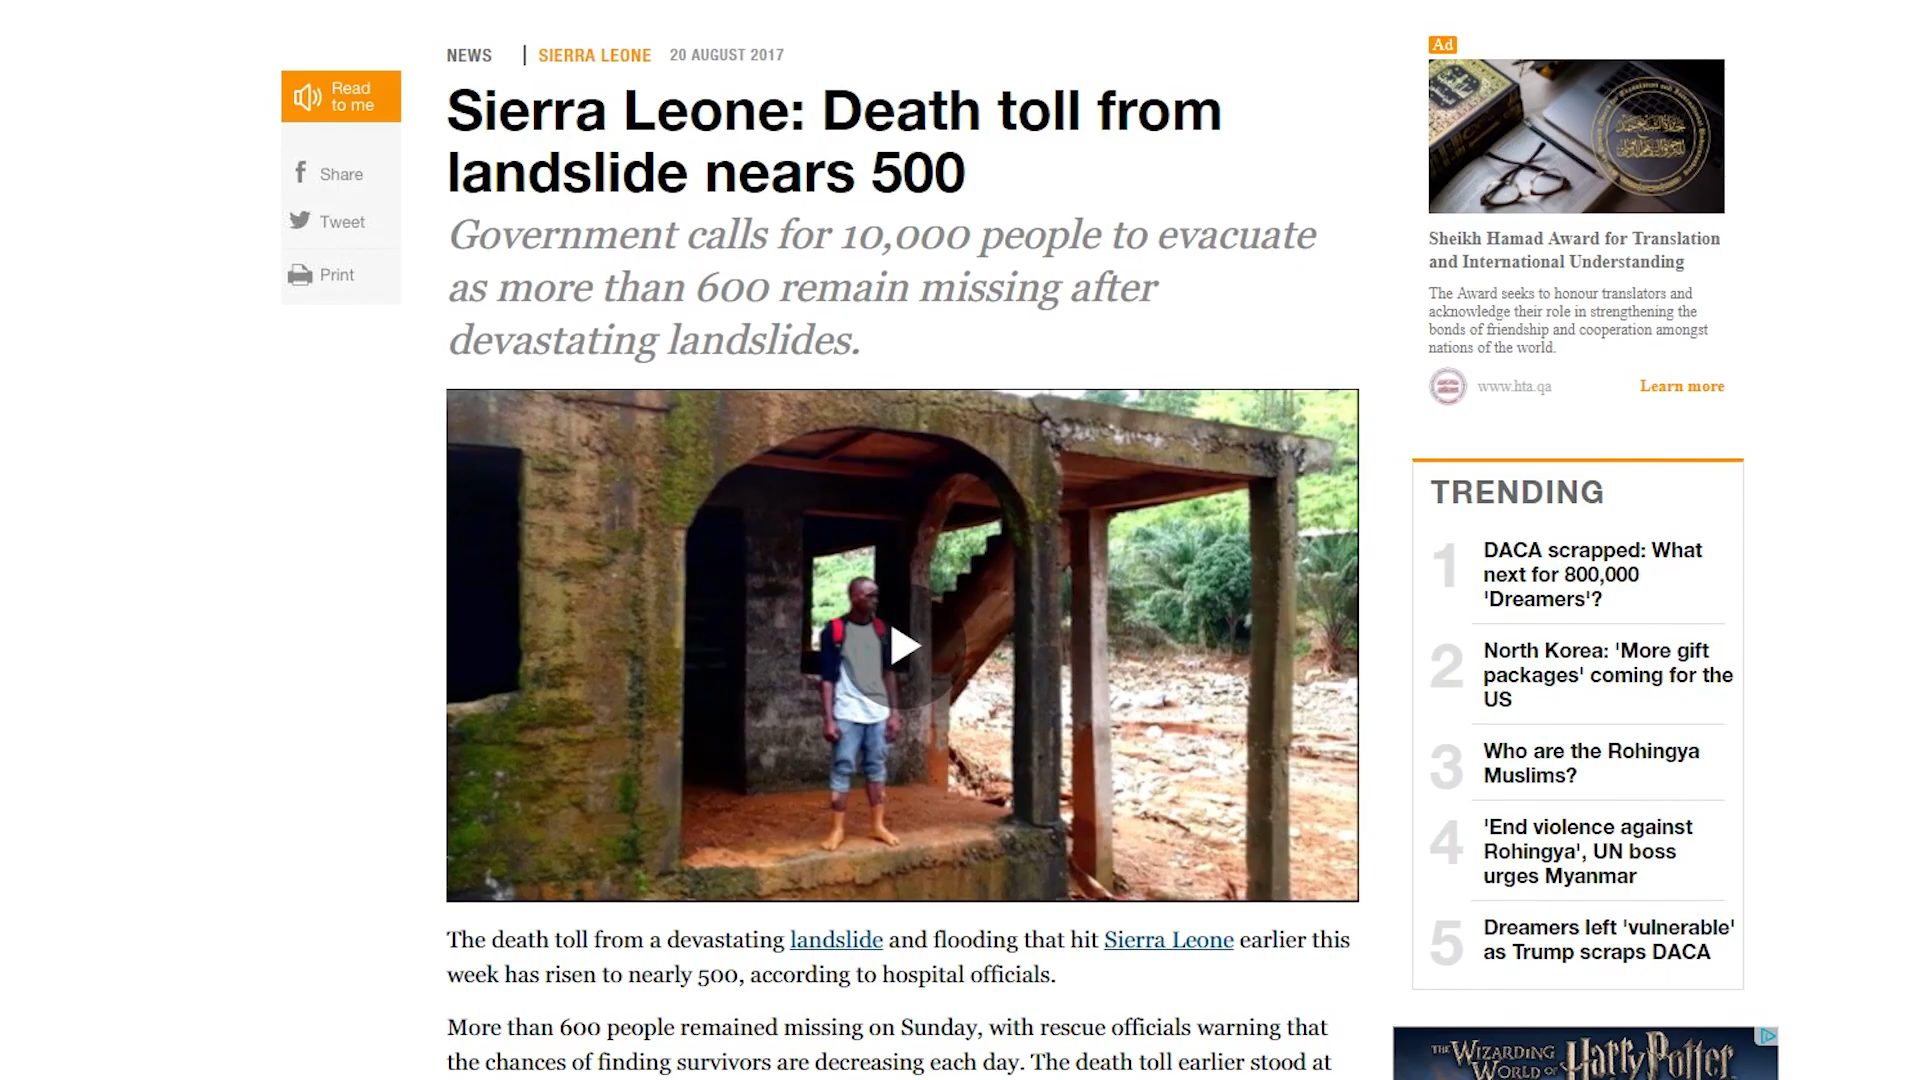 NEWS | SIERRA LEONE 20 AUGUST 2017
Sierra Leone: Death toll from
landslide nears 500
Government calls for 10,000 people to evacuate
as more than 600 remain missing after
devastating landslides.
Read
to me
Share
Tweet
Print
The death toll from a devastating landslide and flooding that hit Sierra Leone earlier this
week has risen to nearly 500, according to hospital officials.
More than 600 people remained missing on Sunday, with rescue officials warning that
the chances of finding survivors are decreasing each day. The death toll earlier stood at
Ad
Sheikh Hamad Award for Translation
and International Understanding
The Award seeks to honour translators and
acknowledge their role in strengthening the
bonds of friendship and cooperation amongst
nations of the world.
www.hta.qa
Learn more
TRENDING
1
DACA scrapped: What
next for 800,000
'Dreamers'?
2
North Korea: 'More gift
packages' coming for the
US
3
Who are the Rohingya
Muslims?
4
'End violence against
Rohingya', UN boss
urges Myanmar
5
Dreamers left 'vulnerable'
as Trump scraps DACA
THE WIZARDING
WORLD OF Harry Potter